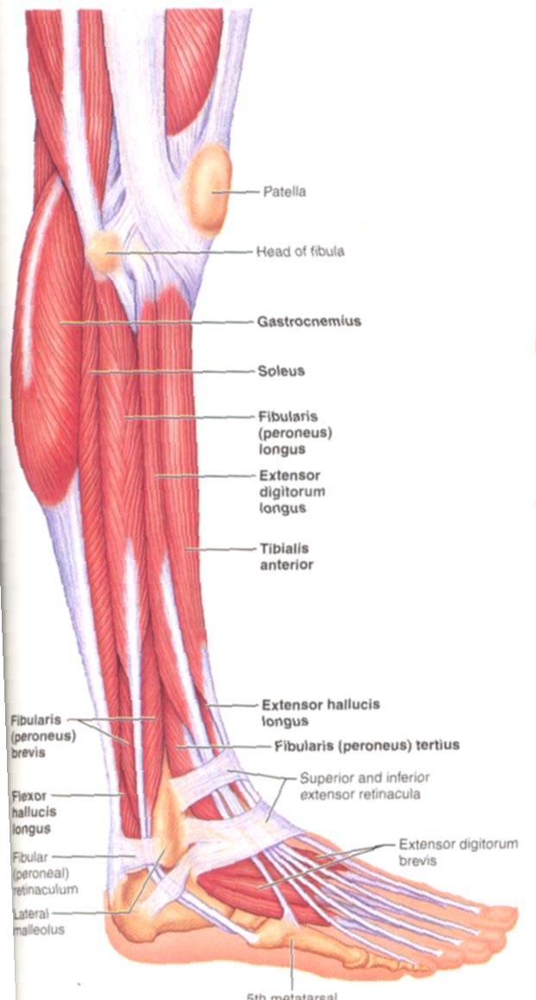 Patella
Head of fibula
Gastrocnemius
Soleus
Fibularis
(peroneus)
longus
Extensor
digitorum
longus
Tibialis
anterior
Extensor hallucis
longus
Fibularis
(peroneus)
brevis
Fibularis (peroneus) tertius
Superior and inferior
extensor retinacula
Flexor
hallucis
longus
Extensor digitorum
brevis
Fibular
(peroneal)
retinaculum
Lateral
malleolus
5th metatarsal